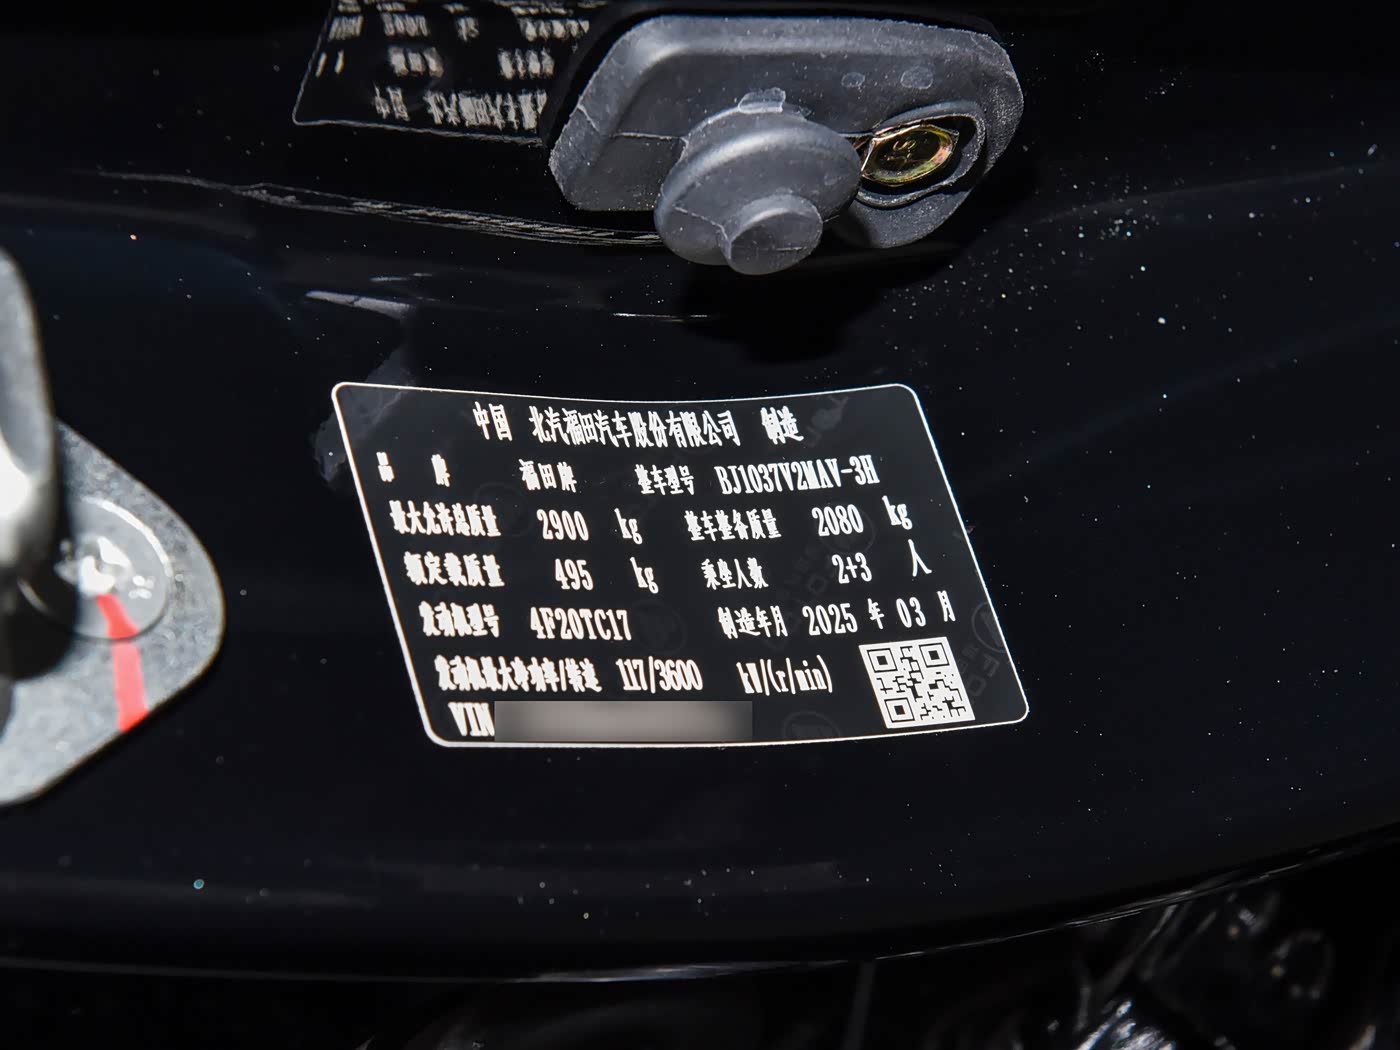 中国 北汽福田汽车股份有限公司 制造
品 牌 福田牌 整车型号 BJ1037V2MAV-3H
最大允许总质量 2900 kg 整车整备质量 2080 kg
额定载质量 495 kg 乘坐人数 2+3 人
发动机型号 4F20TC17 制造年月 2025 年 03 月
发动机最大净功率/转速 117/3600 kW/(r/min)
VIN